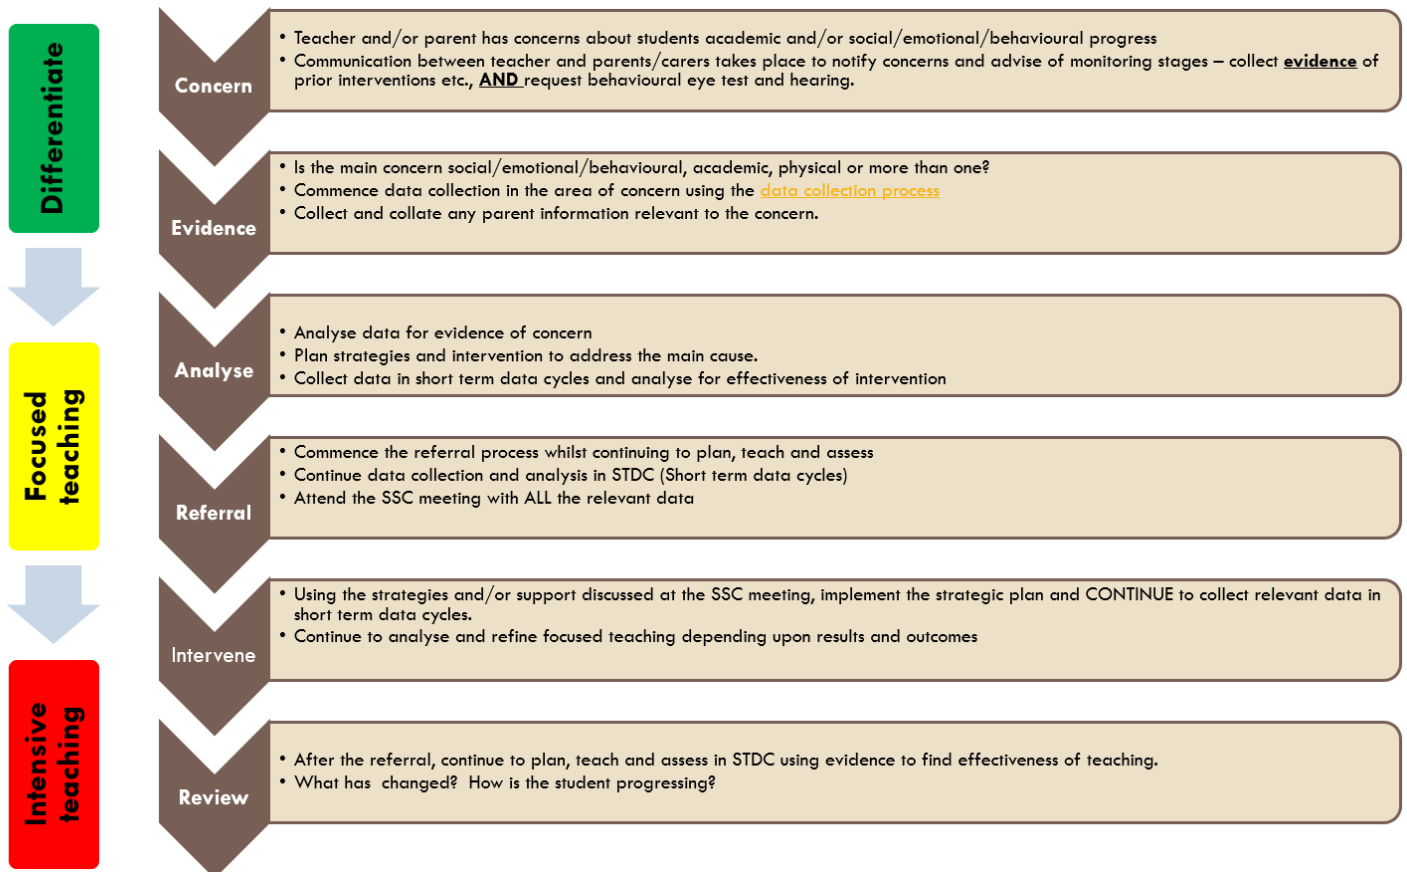 Differentiate
Focused
teaching
Intensive
teaching
Concern
• Teacher and/or parent has concerns about students academic and/or social/emotional/behavioural progress
• Communication between teacher and parents/carers takes place to notify concerns and advise of monitoring stages – collect evidence of
prior interventions etc., AND request behavioural eye test and hearing.
Evidence
• Is the main concern social/emotional/behavioural, academic, physical or more than one?
• Commence data collection in the area of concern using the data collection process
• Collect and collate any parent information relevant to the concern.
Analyse
• Analyse data for evidence of concern
• Plan strategies and intervention to address the main cause.
• Collect data in short term data cycles and analyse for effectiveness of intervention
Referral
• Commence the referral process whilst continuing to plan, teach and assess
• Continue data collection and analysis in STDC (Short term data cycles)
• Attend the SSC meeting with ALL the relevant data
Intervene
• Using the strategies and/or support discussed at the SSC meeting, implement the strategic plan and CONTINUE to collect relevant data in
short term data cycles.
• Continue to analyse and refine focused teaching depending upon results and outcomes
Review
• After the referral, continue to plan, teach and assess in STDC using evidence to find effectiveness of teaching.
• What has  changed?  How is the student progressing?